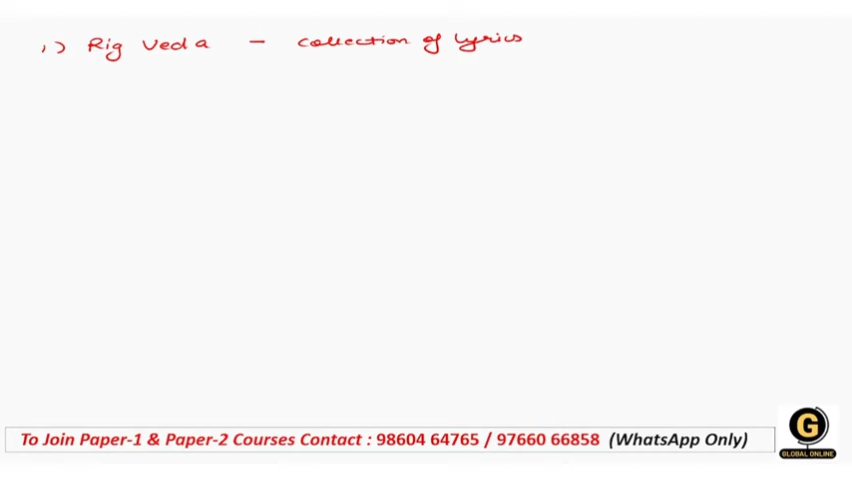 1) Rig Veda - Collection of lyrics
To Join Paper-1 & Paper-2 Courses Contact : 98604 64765 / 97660 66858 (WhatsApp Only)
G
GLOBAL ONLINE